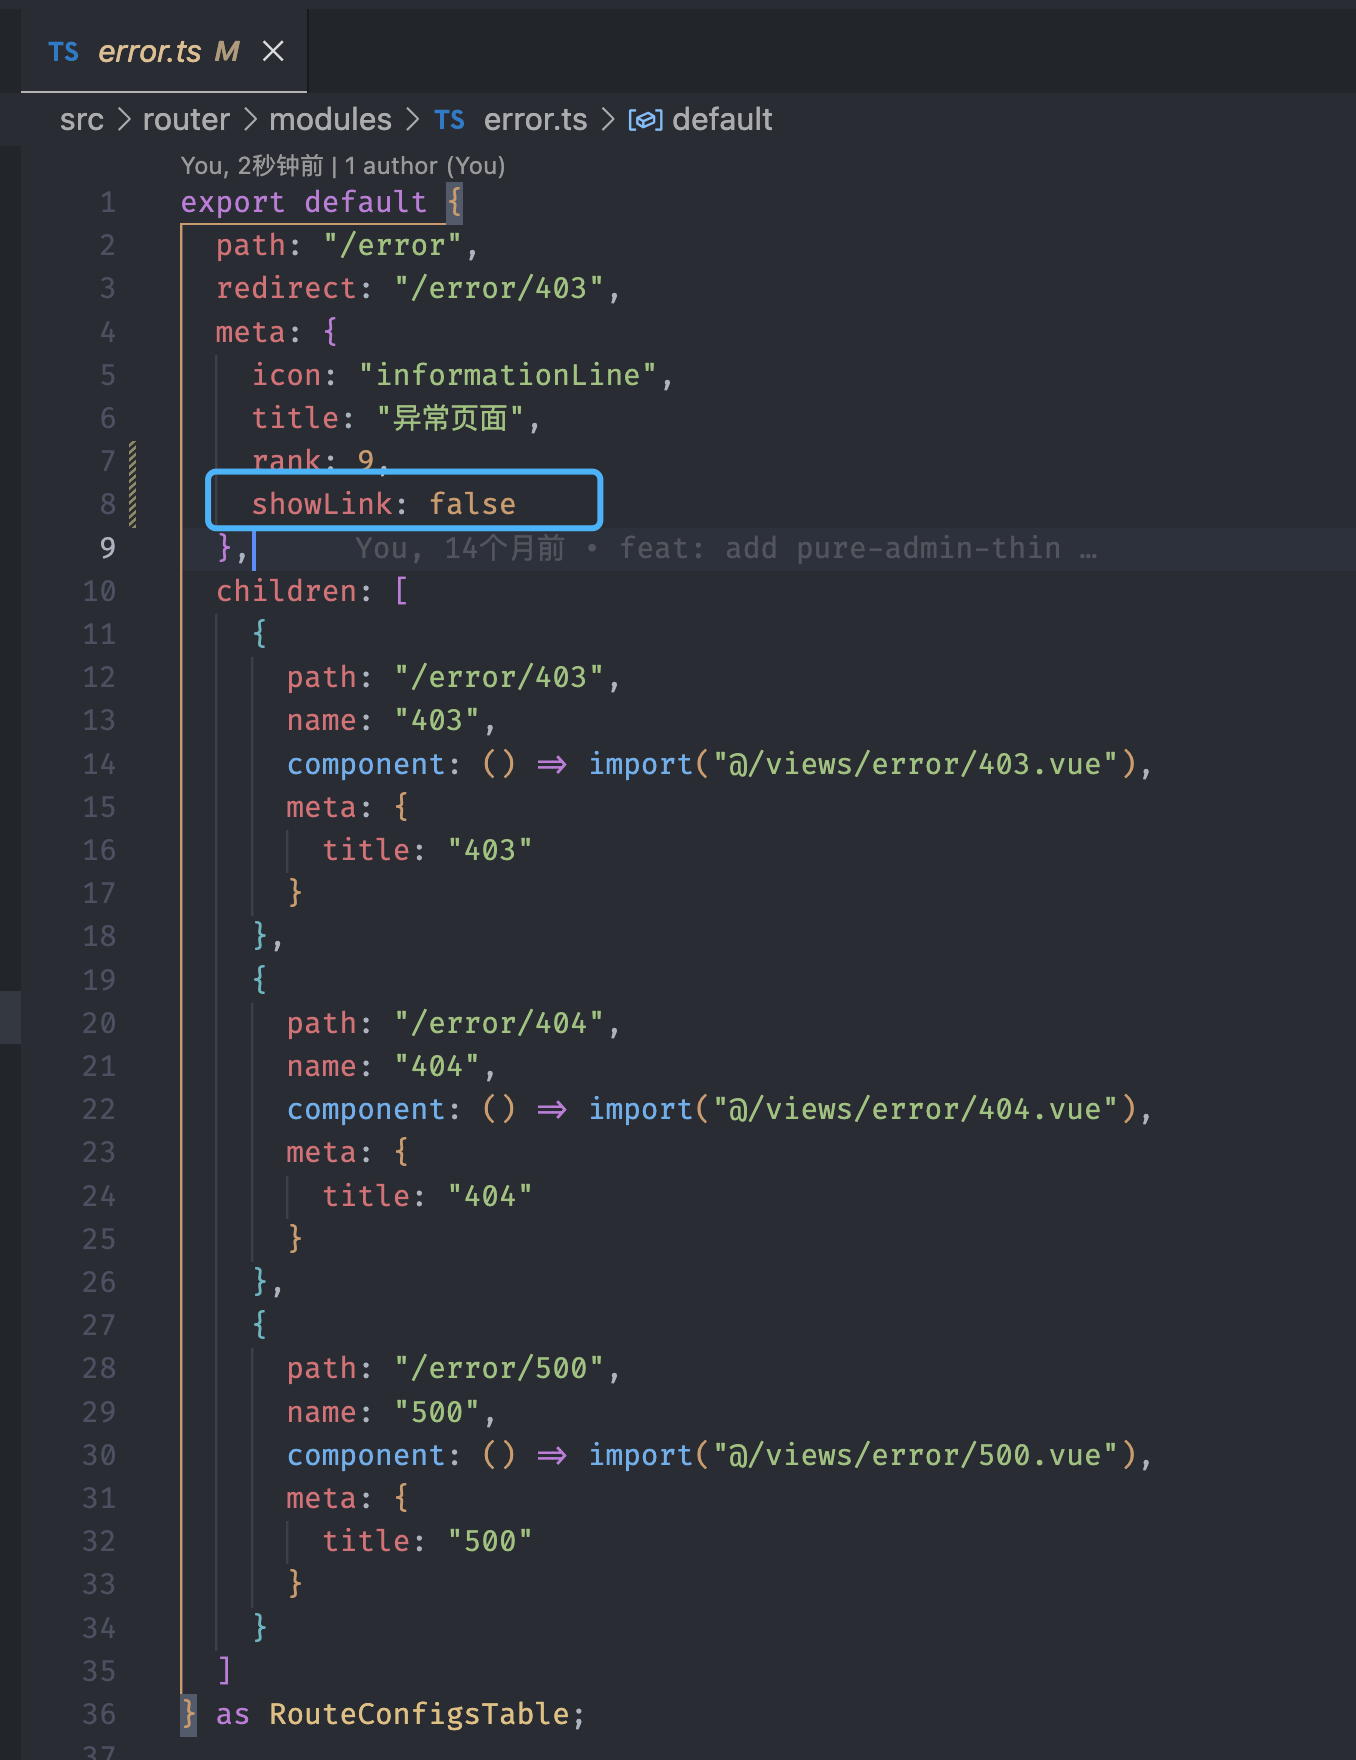 TS error.ts M
src > router > modules > TS error.ts > default
You, 2秒钟前 | 1 author (You)
1 export default {
2 path: "/error",
3 redirect: "/error/403",
4 meta: {
5 icon: "informationLine",
6 title: "异常页面",
7 rank: 9,
8 showLink: false
9 }, You, 14个月前 • feat: add pure-admin-thin …
10 children: [
11 {
12 path: "/error/403",
13 name: "403",
14 component: () => import("@/views/error/403.vue"),
15 meta: {
16 title: "403"
17 }
18 },
19 {
20 path: "/error/404",
21 name: "404",
22 component: () => import("@/views/error/404.vue"),
23 meta: {
24 title: "404"
25 }
26 },
27 {
28 path: "/error/500",
29 name: "500",
30 component: () => import("@/views/error/500.vue"),
31 meta: {
32 title: "500"
33 }
34 }
35 ]
36 } as RouteConfigsTable;
37